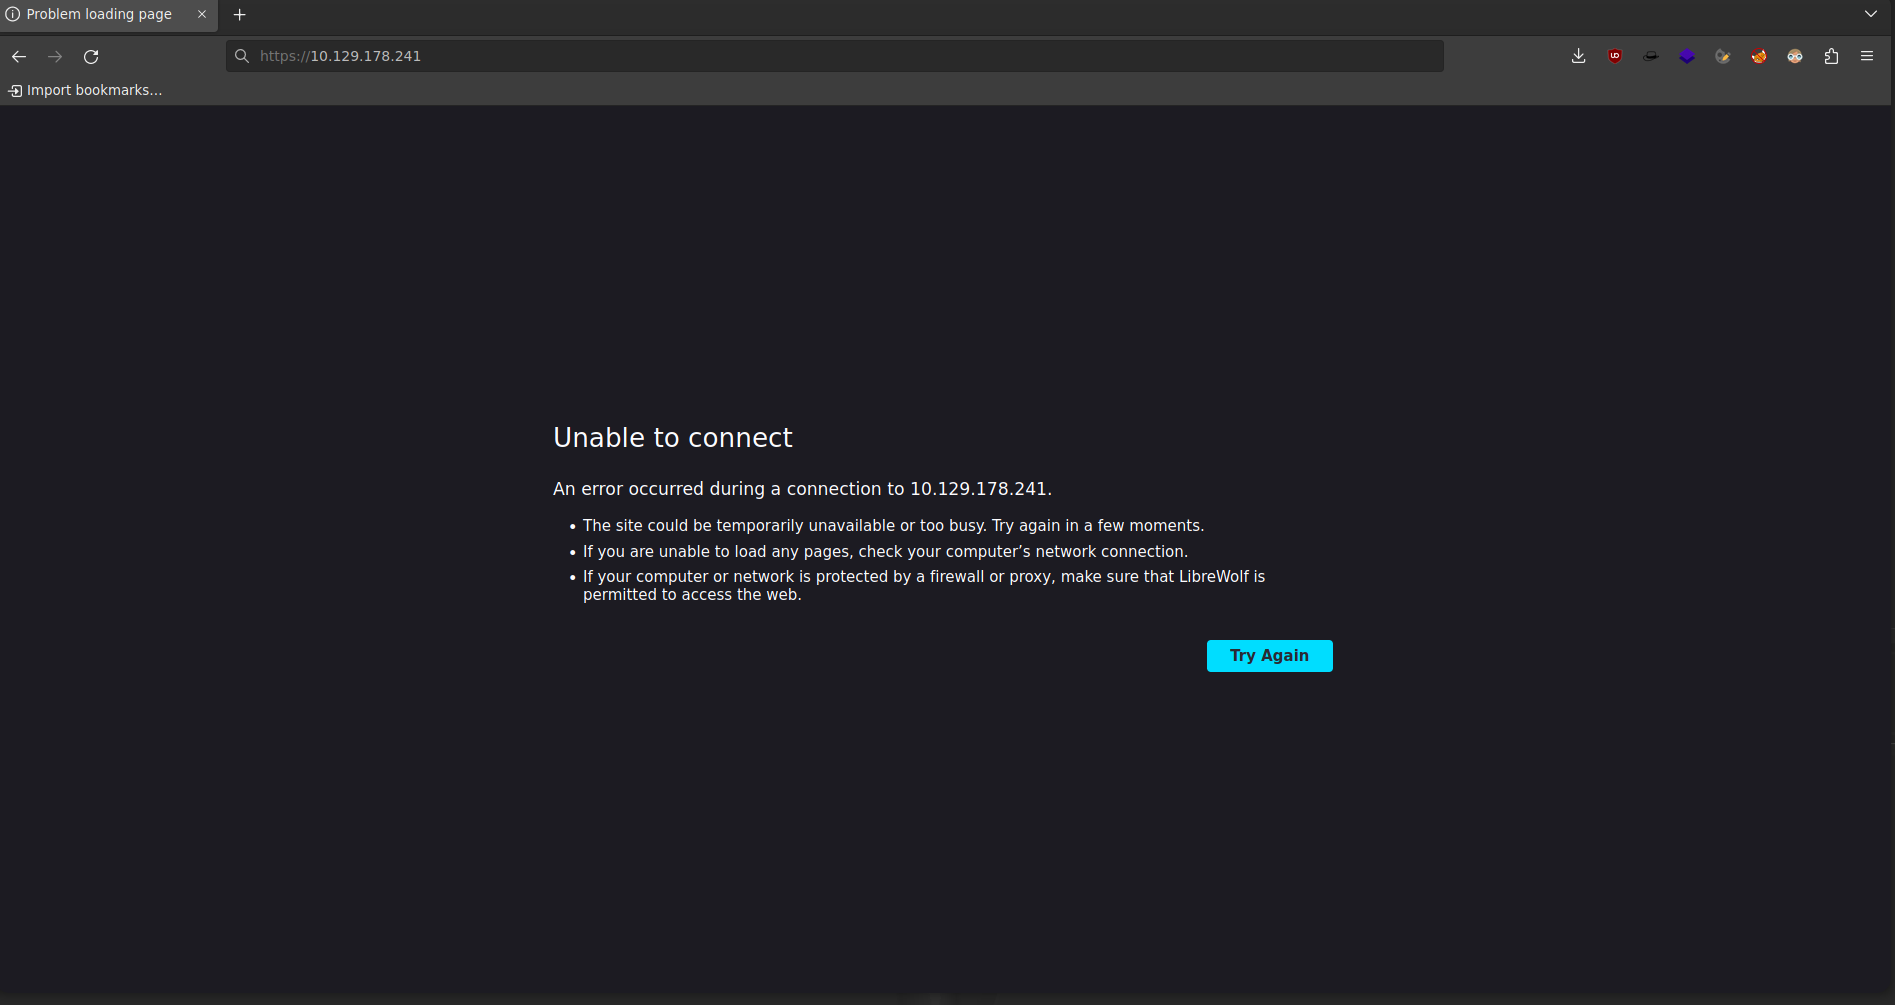 Problem loading page
https://10.129.178.241
Import bookmarks...
Unable to connect
An error occurred during a connection to 10.129.178.241.
• The site could be temporarily unavailable or too busy. Try again in a few moments.
• If you are unable to load any pages, check your computer’s network connection.
• If your computer or network is protected by a firewall or proxy, make sure that LibreWolf is
permitted to access the web.
Try Again